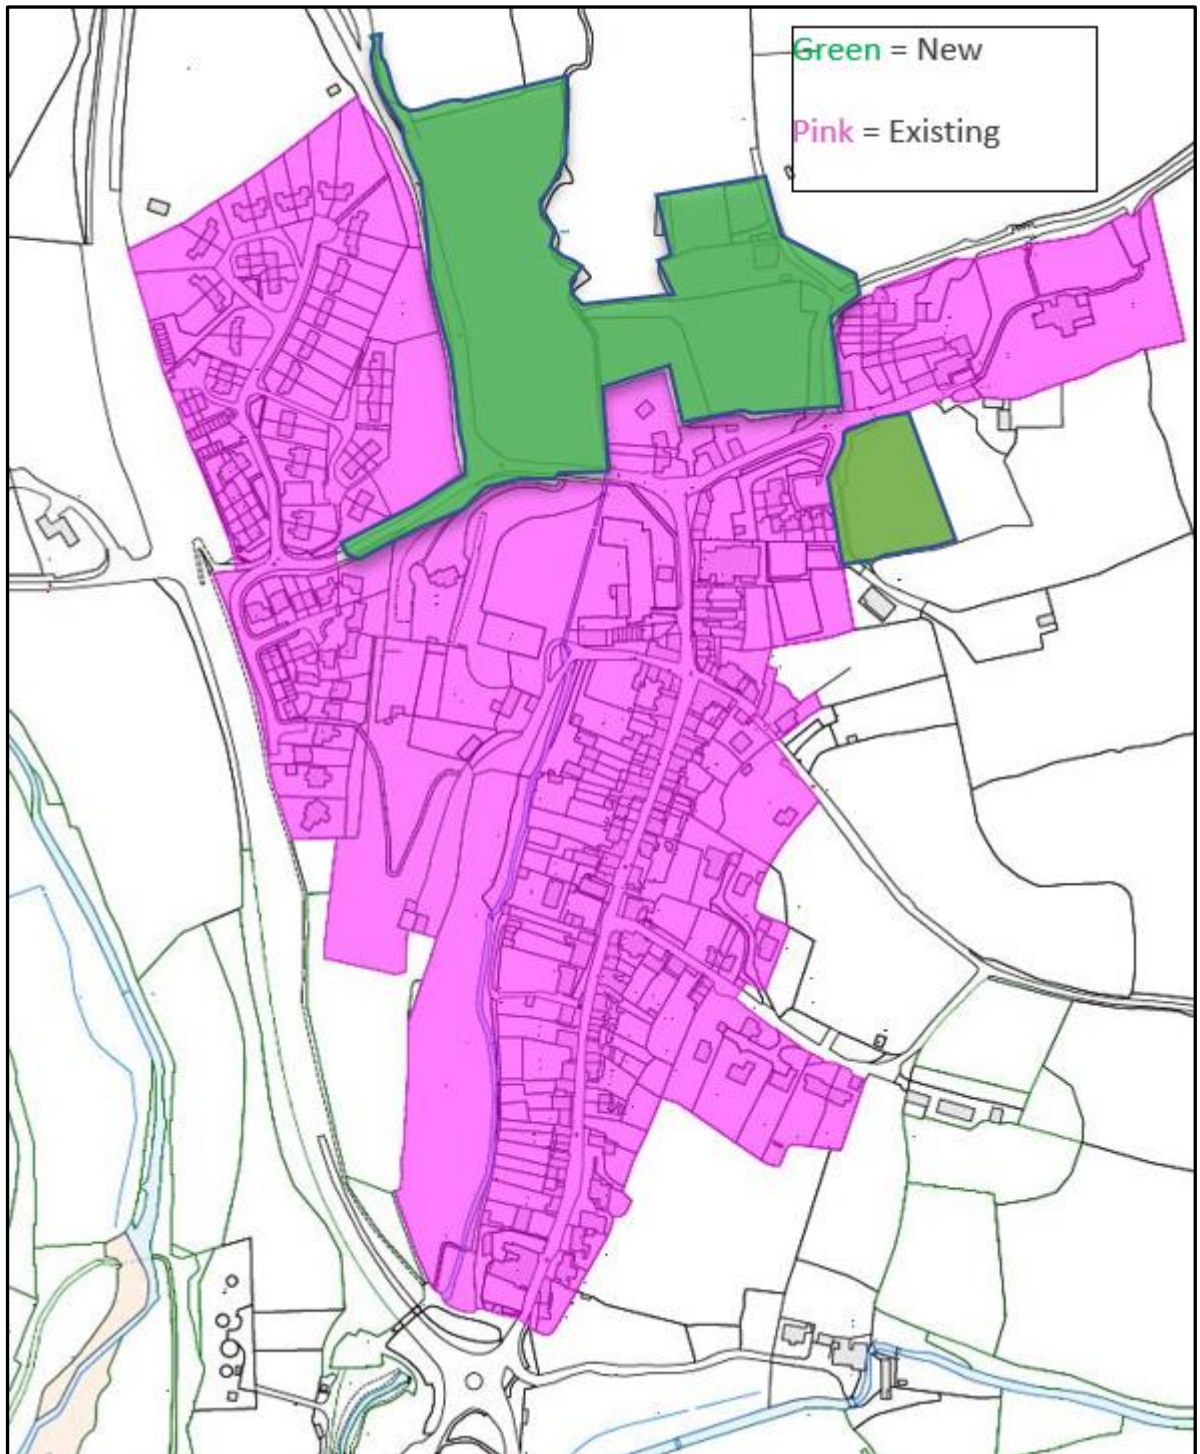 Green = New
Pink = Existing